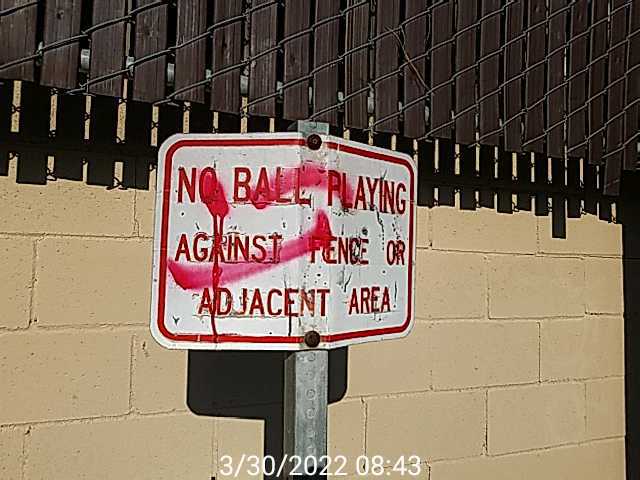 NO BALL PLAYING
AGAINST FENCE OR
ADJACENT AREA
3/30/2022 08:43